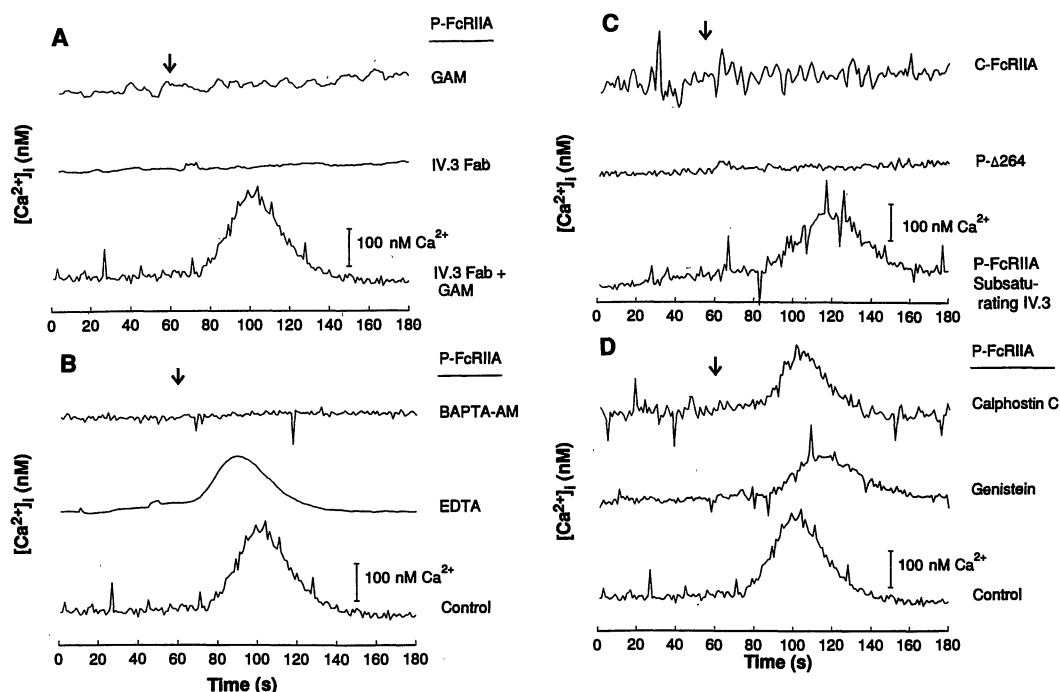 A
P-FcRIIA
GAM
IV.3 Fab
100 nM Ca2+
IV.3 Fab +
GAM
[Ca2+]i (nM)
0 20 40 60 80 100 120 140 160 180
B
P-FcRIIA
BAPTA-AM
EDTA
100 nM Ca2+
Control
[Ca2+]i (nM)
0 20 40 60 80 100 120 140 160 180
Time (s)
C
C-FcRIIA
P-Δ264
100 nM Ca2+
P-FcRIIA
Subsatu-
rating IV.3
[Ca2+]i (nM)
0 20 40 60 80 100 120 140 160 180
D
P-FcRIIA
Calphostin C
Genistein
100 nM Ca2+
Control
[Ca2+]i (nM)
0 20 40 60 80 100 120 140 160 180
Time (s)